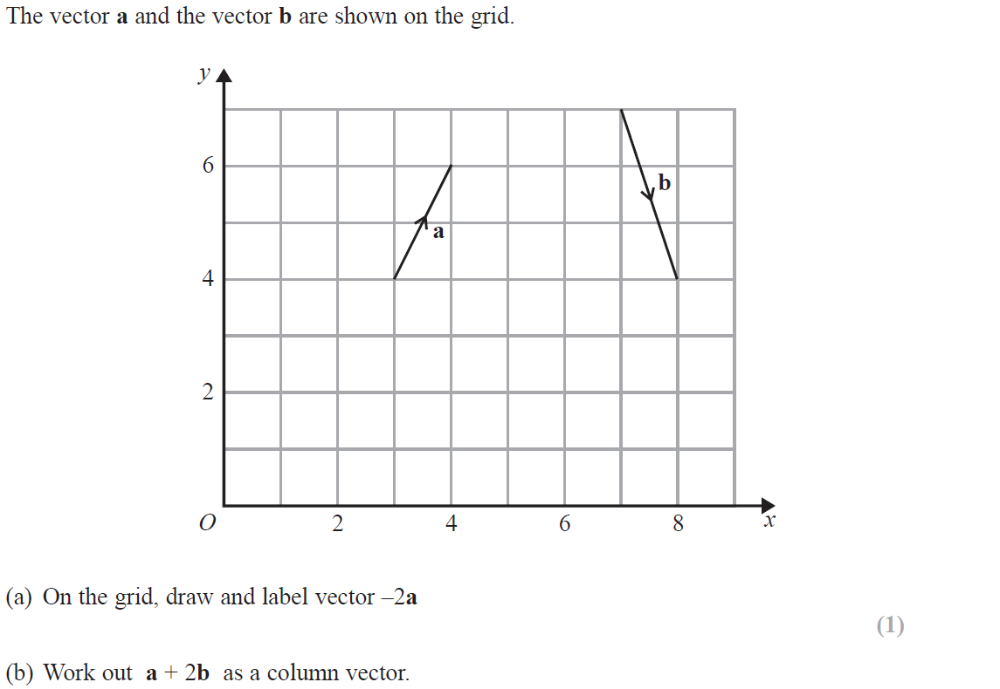 The vector a and the vector b are shown on the grid.
y
6
b
a
4
2
O 2 4 6 8 x
(a) On the grid, draw and label vector –2a
(1)
(b) Work out a + 2b as a column vector.